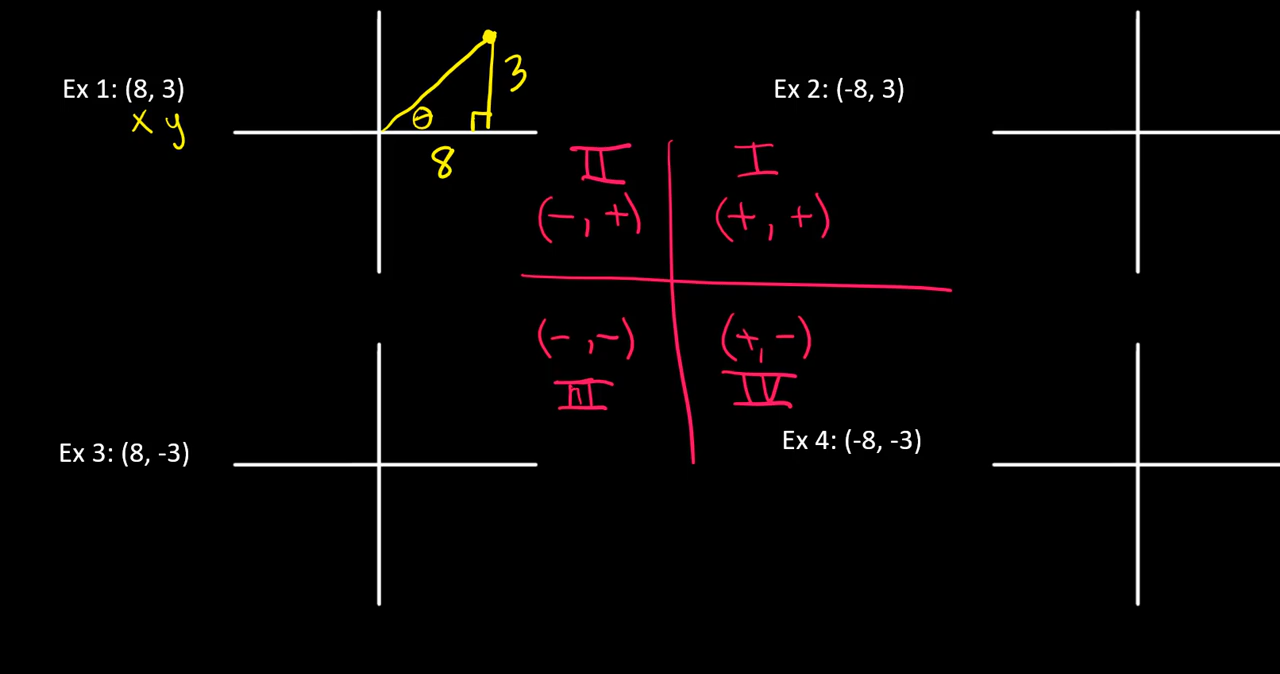 Ex 1: (8, 3)
x y
θ
3
8
Ex 2: (-8, 3)
II
(-, +)
I
(+, +)
(-, -)
III
(+, -)
IV
Ex 3: (8, -3)
Ex 4: (-8, -3)